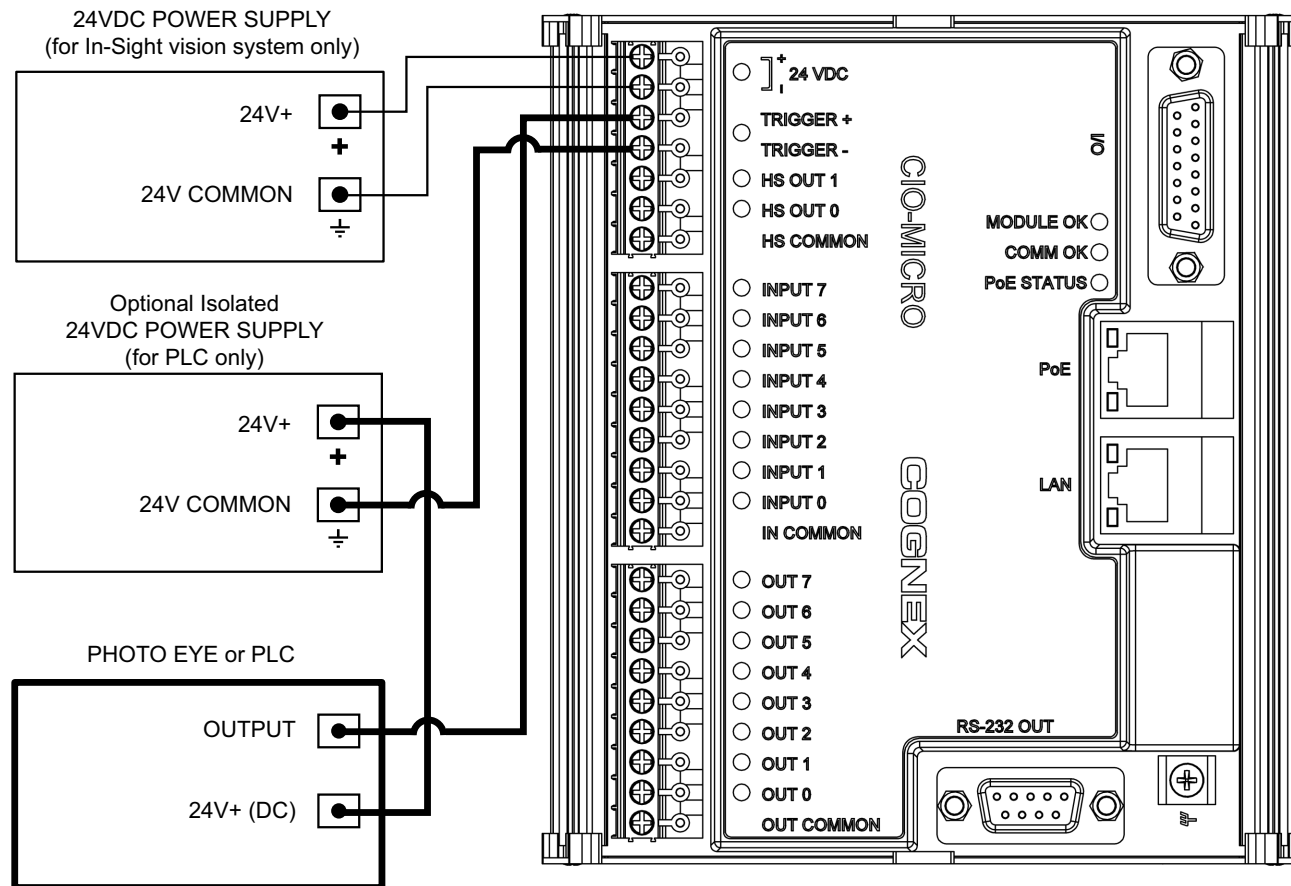 24VDC POWER SUPPLY
(for In-Sight vision system only)
24V+
+
24V COMMON
Optional Isolated
24VDC POWER SUPPLY
(for PLC only)
24V+
+
24V COMMON
PHOTO EYE or PLC
OUTPUT
24V+ (DC)
+
24 VDC
-
TRIGGER +
TRIGGER -
HS OUT 1
HS OUT 0
HS COMMON
INPUT 7
INPUT 6
INPUT 5
INPUT 4
INPUT 3
INPUT 2
INPUT 1
INPUT 0
IN COMMON
OUT 7
OUT 6
OUT 5
OUT 4
OUT 3
OUT 2
OUT 1
OUT 0
OUT COMMON
CIO-MICRO
COGNEX
I/O
MODULE OK
COMM OK
PoE STATUS
PoE
LAN
RS-232 OUT